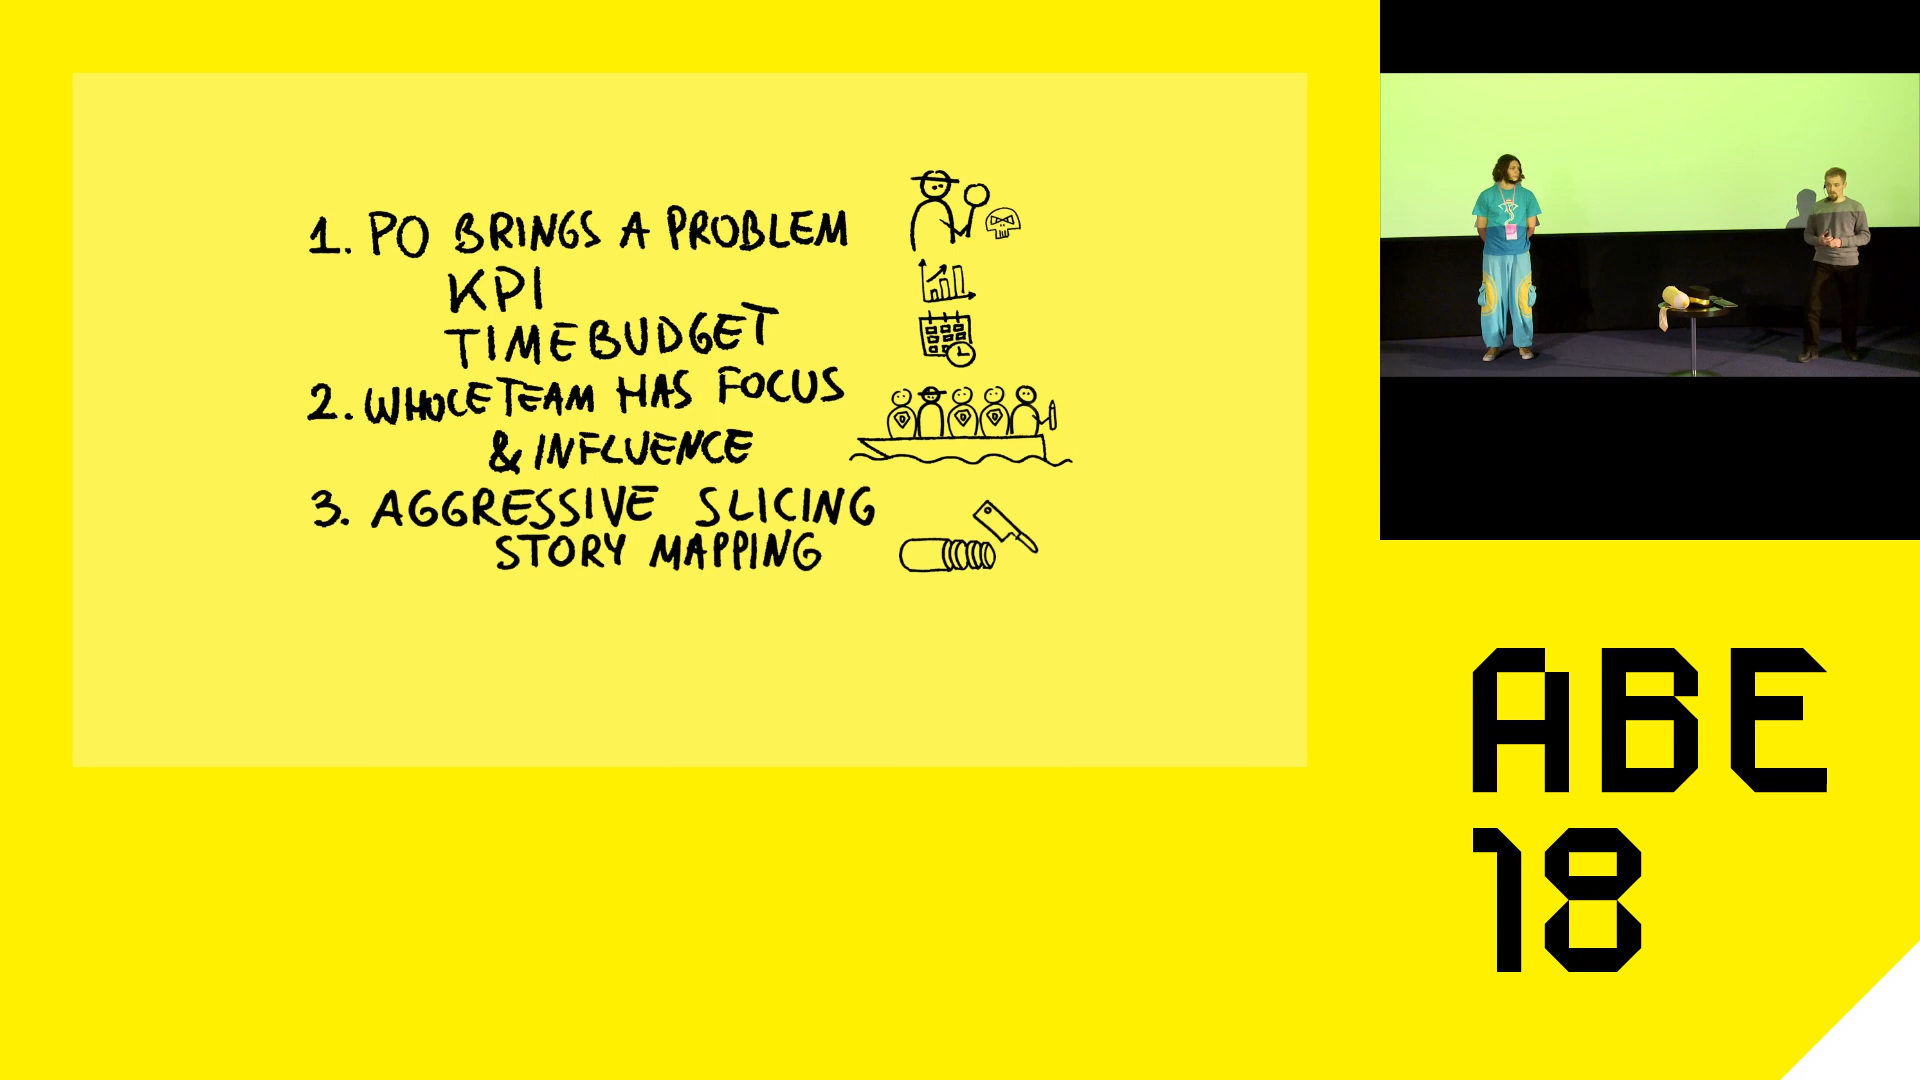 1. PO BRINGS A PROBLEM
KPI
TIMEBUDGET
2. WHOLE TEAM HAS FOCUS
& INFLUENCE
3. AGGRESSIVE SLICING
STORY MAPPING
ABE
18